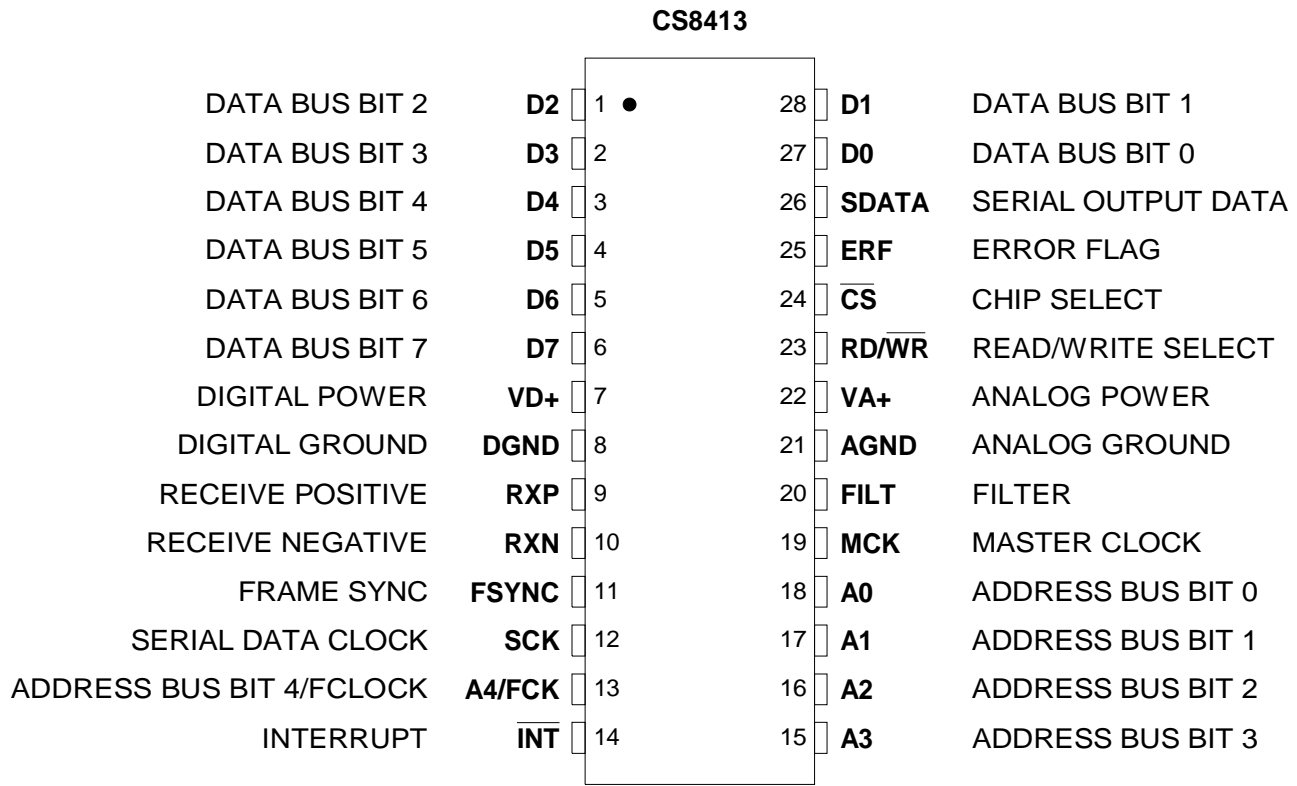 CS8413
DATA BUS BIT 2 D2 1 28 D1 DATA BUS BIT 1
DATA BUS BIT 3 D3 2 27 D0 DATA BUS BIT 0
DATA BUS BIT 4 D4 3 26 SDATA SERIAL OUTPUT DATA
DATA BUS BIT 5 D5 4 25 ERF ERROR FLAG
DATA BUS BIT 6 D6 5 24 C̅S̅ CHIP SELECT
DATA BUS BIT 7 D7 6 23 RD/W̅R̅ READ/WRITE SELECT
DIGITAL POWER VD+ 7 22 VA+ ANALOG POWER
DIGITAL GROUND DGND 8 21 AGND ANALOG GROUND
RECEIVE POSITIVE RXP 9 20 FILT FILTER
RECEIVE NEGATIVE RXN 10 19 MCK MASTER CLOCK
FRAME SYNC FSYNC 11 18 A0 ADDRESS BUS BIT 0
SERIAL DATA CLOCK SCK 12 17 A1 ADDRESS BUS BIT 1
ADDRESS BUS BIT 4/FCLOCK A4/FCK 13 16 A2 ADDRESS BUS BIT 2
INTERRUPT I̅N̅T̅ 14 15 A3 ADDRESS BUS BIT 3